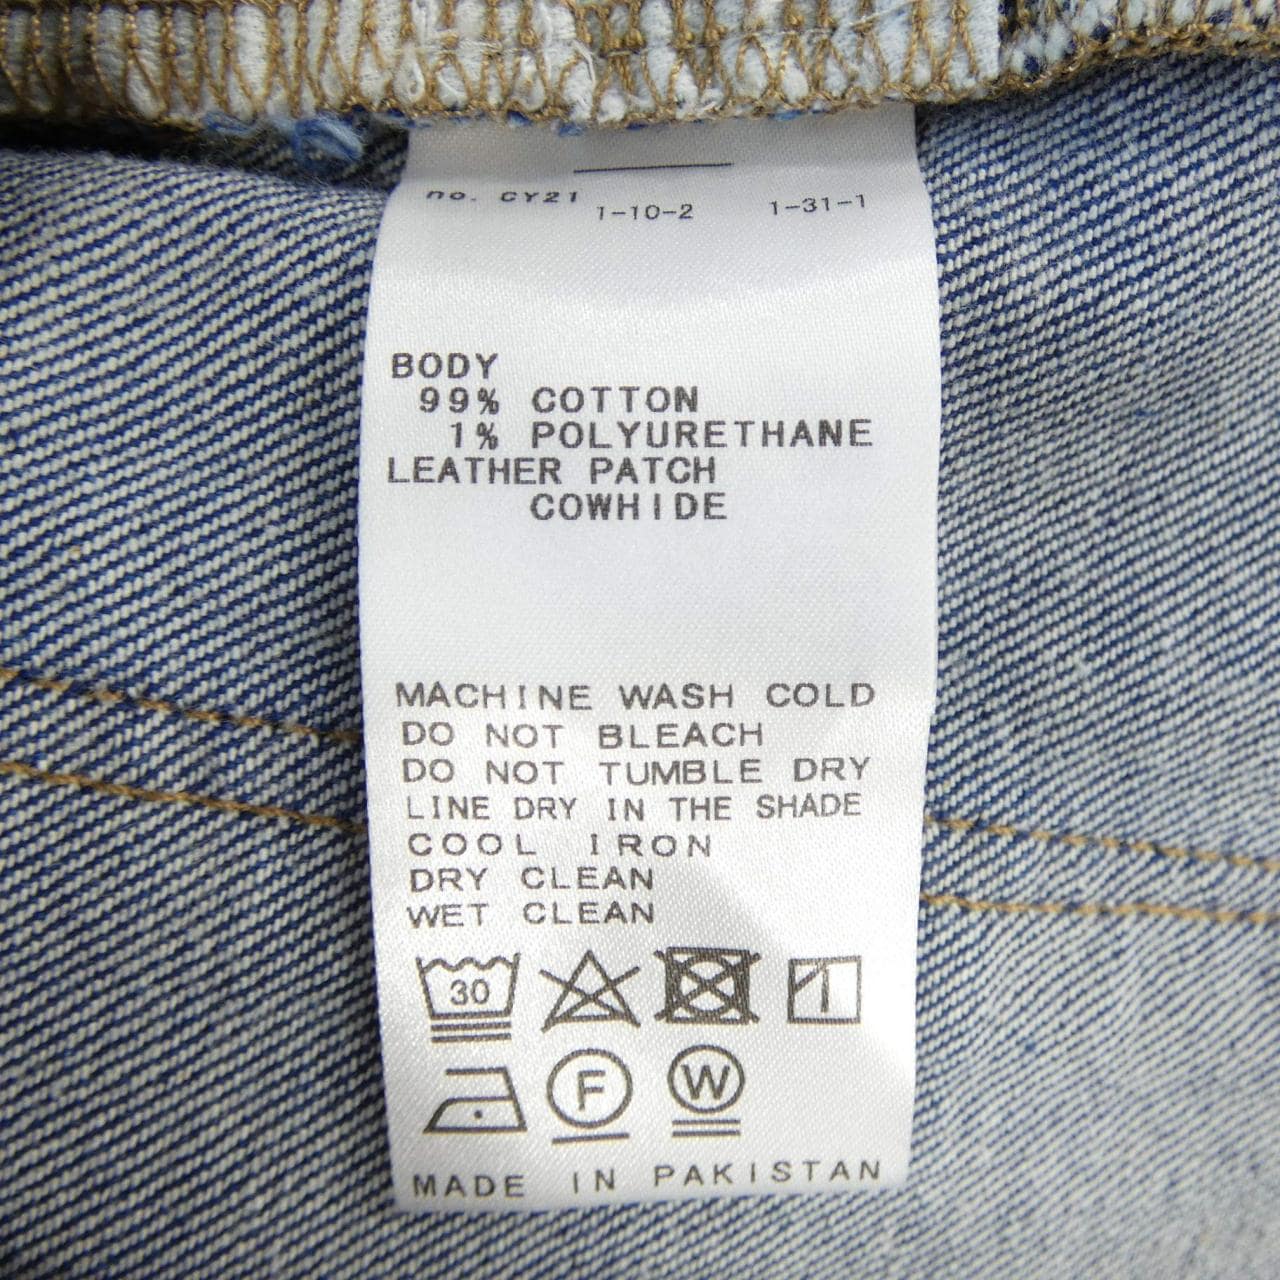 no. CY21 1-10-2 1-31-1
BODY
99% COTTON
1% POLYURETHANE
LEATHER PATCH
COWHIDE
MACHINE WASH COLD
DO NOT BLEACH
DO NOT TUMBLE DRY
LINE DRY IN THE SHADE
COOL IRON
DRY CLEAN
WET CLEAN
30
F W
MADE IN PAKISTAN